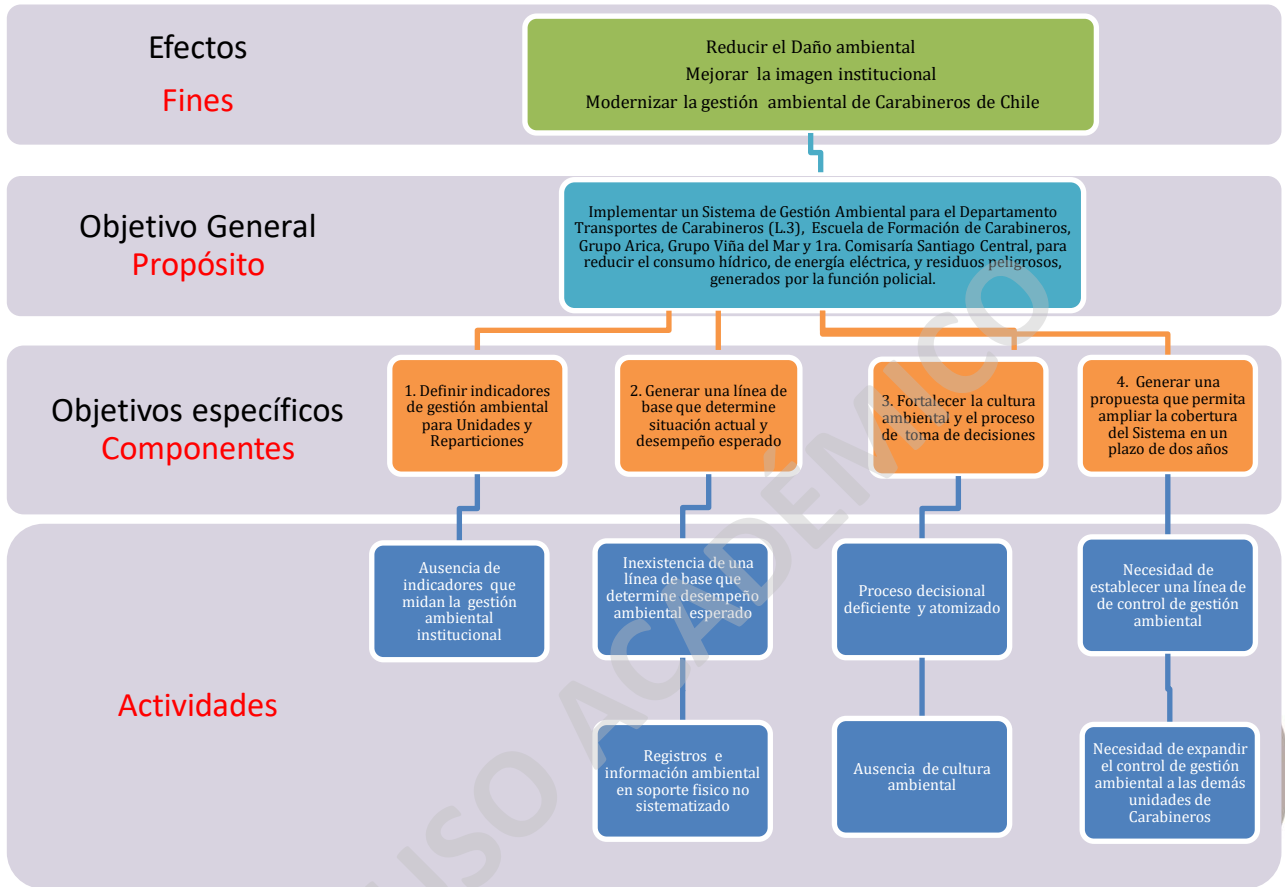 Efectos
Fines
Reducir el Daño ambiental
Mejorar la imagen institucional
Modernizar la gestión ambiental de Carabineros de Chile
Objetivo General
Propósito
Implementar un Sistema de Gestión Ambiental para el Departamento
Transportes de Carabineros (L.3), Escuela de Formación de Carabineros,
Grupo Arica, Grupo Viña del Mar y 1ra. Comisaría Santiago Central, para
reducir el consumo hídrico, de energía eléctrica, y residuos peligrosos,
generados por la función policial.
Objetivos específicos
Componentes
1. Definir indicadores
de gestión ambiental
para Unidades y
Reparticiones
2. Generar una línea de
base que determine
situación actual y
desempeño esperado
3. Fortalecer la cultura
ambiental y el proceso
de toma de decisiones
4. Generar una
propuesta que permita
ampliar la cobertura
del Sistema en un
plazo de dos años
Actividades
Ausencia de
indicadores que
midan la gestión
ambiental
institucional
Inexistencia de una
línea de base que
determine desempeño
ambiental esperado
Proceso decisional
deficiente y atomizado
Necesidad de
establecer una línea de
de control de gestión
ambiental
Registros e
información ambiental
en soporte fisico no
sistematizado
Ausencia de cultura
ambiental
Necesidad de expandir
el control de gestión
ambiental a las demás
unidades de
Carabineros
USO ACADÉMICO